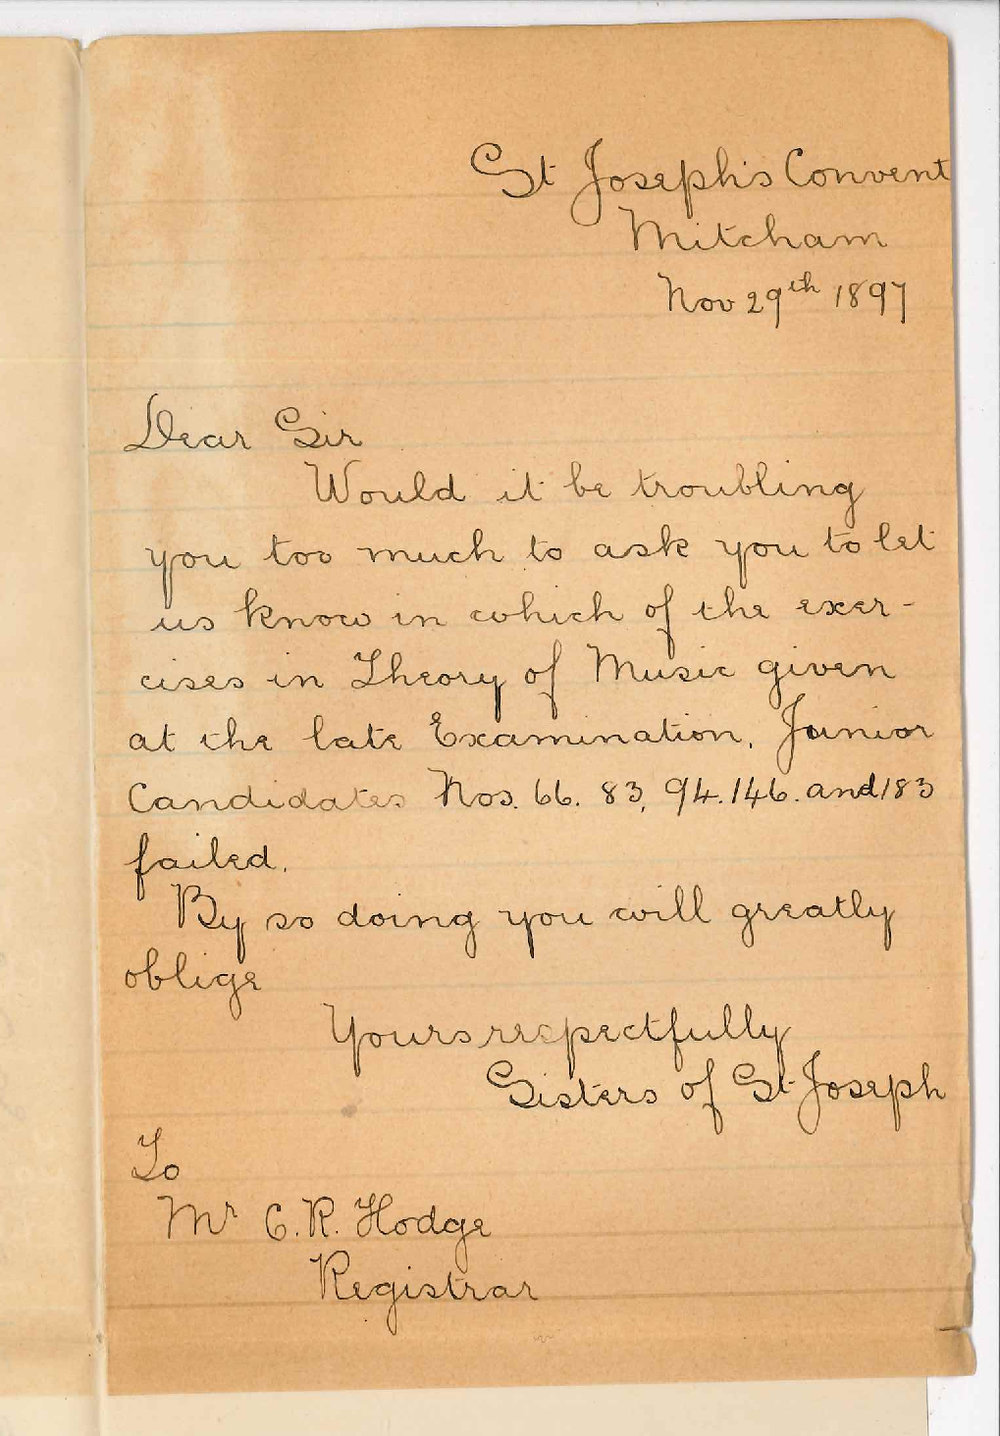 St Joseph's Convent
Mitcham
Nov 29th 1897
Dear Sir
Would it be troubling
you too much to ask you to let
us know in which of the exer-
cises in Theory of Music given
at the late Examination, Junior
Candidates Nos. 66. 83, 94. 146. and 183
failed.
By so doing you will greatly
oblige
Yours respectfully
Sisters of St Joseph
To
Mr C. R. Hodge
Registrar